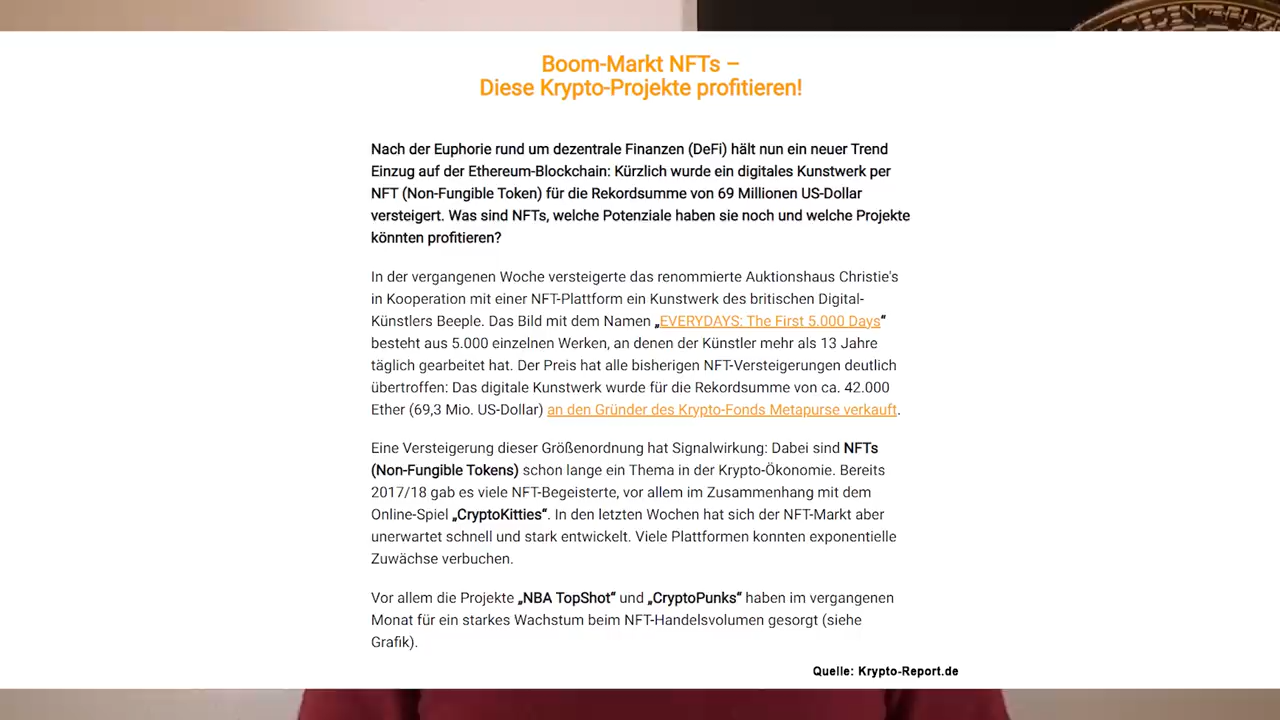 Boom-Markt NFTs –
Diese Krypto-Projekte profitieren!
Nach der Euphorie rund um dezentrale Finanzen (DeFi) hält nun ein neuer Trend
Einzug auf der Ethereum-Blockchain: Kürzlich wurde ein digitales Kunstwerk per
NFT (Non-Fungible Token) für die Rekordsumme von 69 Millionen US-Dollar
versteigert. Was sind NFTs, welche Potenziale haben sie noch und welche Projekte
könnten profitieren?
In der vergangenen Woche versteigerte das renommierte Auktionshaus Christie's
in Kooperation mit einer NFT-Plattform ein Kunstwerk des britischen Digital-
Künstlers Beeple. Das Bild mit dem Namen „EVERYDAYS: The First 5.000 Days“
besteht aus 5.000 einzelnen Werken, an denen der Künstler mehr als 13 Jahre
täglich gearbeitet hat. Der Preis hat alle bisherigen NFT-Versteigerungen deutlich
übertroffen: Das digitale Kunstwerk wurde für die Rekordsumme von ca. 42.000
Ether (69,3 Mio. US-Dollar) an den Gründer des Krypto-Fonds Metapurse verkauft.
Eine Versteigerung dieser Größenordnung hat Signalwirkung: Dabei sind NFTs
(Non-Fungible Tokens) schon lange ein Thema in der Krypto-Ökonomie. Bereits
2017/18 gab es viele NFT-Begeisterte, vor allem im Zusammenhang mit dem
Online-Spiel „CryptoKitties“. In den letzten Wochen hat sich der NFT-Markt aber
unerwartet schnell und stark entwickelt. Viele Plattformen konnten exponentielle
Zuwächse verbuchen.
Vor allem die Projekte „NBA TopShot“ und „CryptoPunks“ haben im vergangenen
Monat für ein starkes Wachstum beim NFT-Handelsvolumen gesorgt (siehe
Grafik).
Quelle: Krypto-Report.de